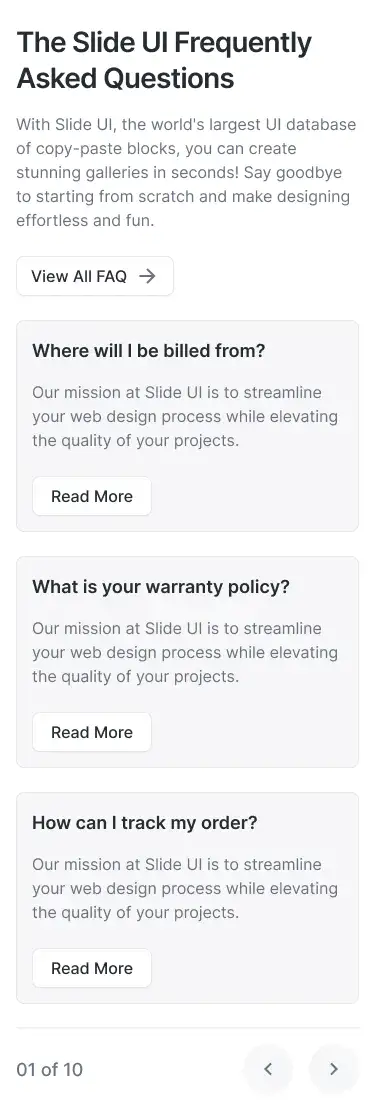 The Slide UI Frequently
Asked Questions
With Slide UI, the world's largest UI database
of copy-paste blocks, you can create
stunning galleries in seconds! Say goodbye
to starting from scratch and make designing
effortless and fun.
View All FAQ
Where will I be billed from?
Our mission at Slide UI is to streamline
your web design process while elevating
the quality of your projects.
Read More
What is your warranty policy?
Our mission at Slide UI is to streamline
your web design process while elevating
the quality of your projects.
Read More
How can I track my order?
Our mission at Slide UI is to streamline
your web design process while elevating
the quality of your projects.
Read More
01 of 10